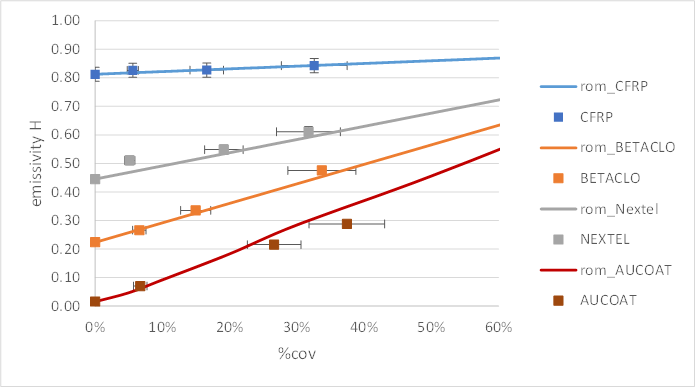 1.00
0.90
0.80
0.70
0.60
0.50
0.40
0.30
0.20
0.10
0.00
emissivity H
0% 10% 20% 30% 40% 50% 60%
%cov
rom_CFRP
CFRP
rom_BETACLO
BETACLO
rom_Nextel
NEXTEL
rom_AUCOAT
AUCOAT